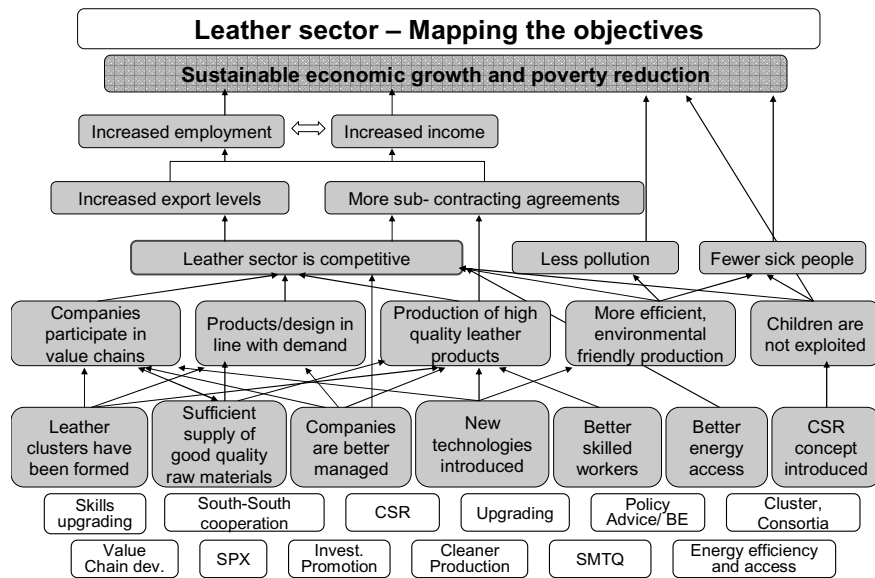 Leather sector – Mapping the objectives
Sustainable economic growth and poverty reduction
Increased employment
Increased income
Increased export levels
More sub- contracting agreements
Leather sector is competitive
Less pollution
Fewer sick people
Companies
participate in
value chains
Products/design in
line with demand
Production of high
quality leather
products
More efficient,
environmental
friendly production
Children are
not exploited
Leather
clusters have
been formed
Sufficient
supply of
good quality
raw materials
Companies
are better
managed
New
technologies
introduced
Better
skilled
workers
Better
energy
access
CSR
concept
introduced
Skills
upgrading
South-South
cooperation
CSR
Upgrading
Policy
Advice/ BE
Cluster,
Consortia
Value
Chain dev.
SPX
Invest.
Promotion
Cleaner
Production
SMTQ
Energy efficiency
and access